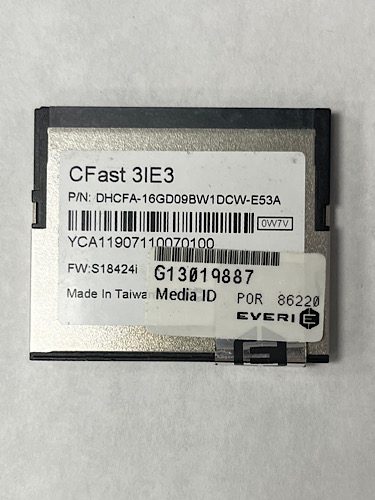 CFast 3IE3
P/N: DHCFA-16GD09BW1DCW-E53A
0W7V
YCA11907110070100
FW:S18424i
Made In Taiwan
G13019887
Media ID
POR 86220
EVERI E